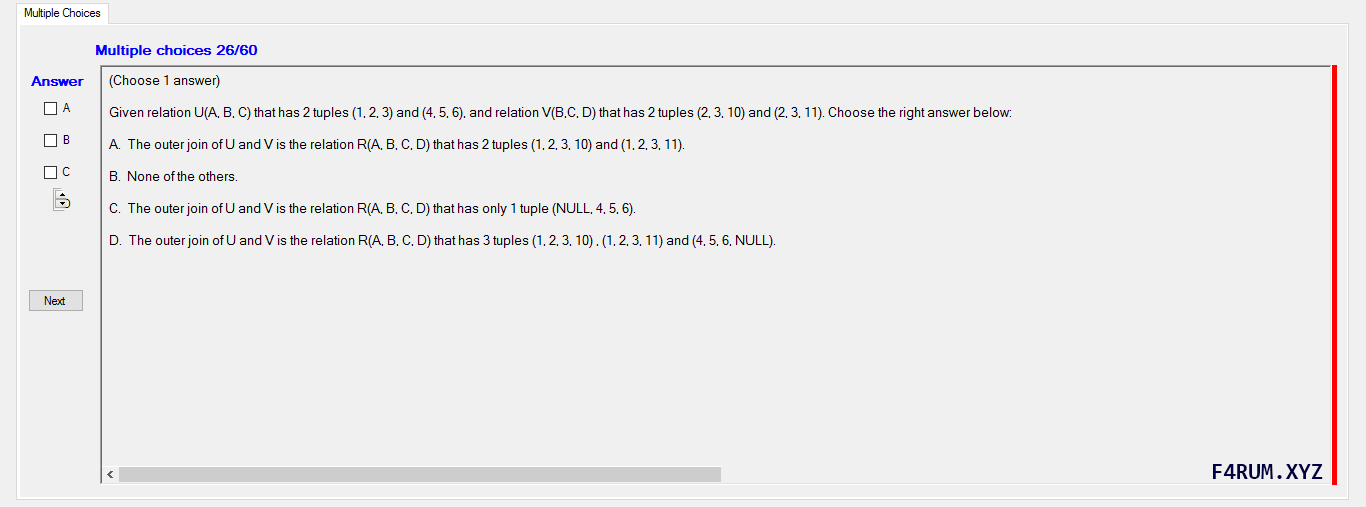 Multiple Choices
Multiple choices 26/60
Answer
(Choose 1 answer)
A
Given relation U(A, B, C) that has 2 tuples (1, 2, 3) and (4, 5, 6), and relation V(B,C, D) that has 2 tuples (2, 3, 10) and (2, 3, 11). Choose the right answer below:
B
A. The outer join of U and V is the relation R(A, B, C, D) that has 2 tuples (1, 2, 3, 10) and (1, 2, 3, 11).
C
B. None of the others.
C. The outer join of U and V is the relation R(A, B, C, D) that has only 1 tuple (NULL, 4, 5, 6).
D. The outer join of U and V is the relation R(A, B, C, D) that has 3 tuples (1, 2, 3, 10) , (1, 2, 3, 11) and (4, 5, 6, NULL).
Next
F4RUM.XYZ